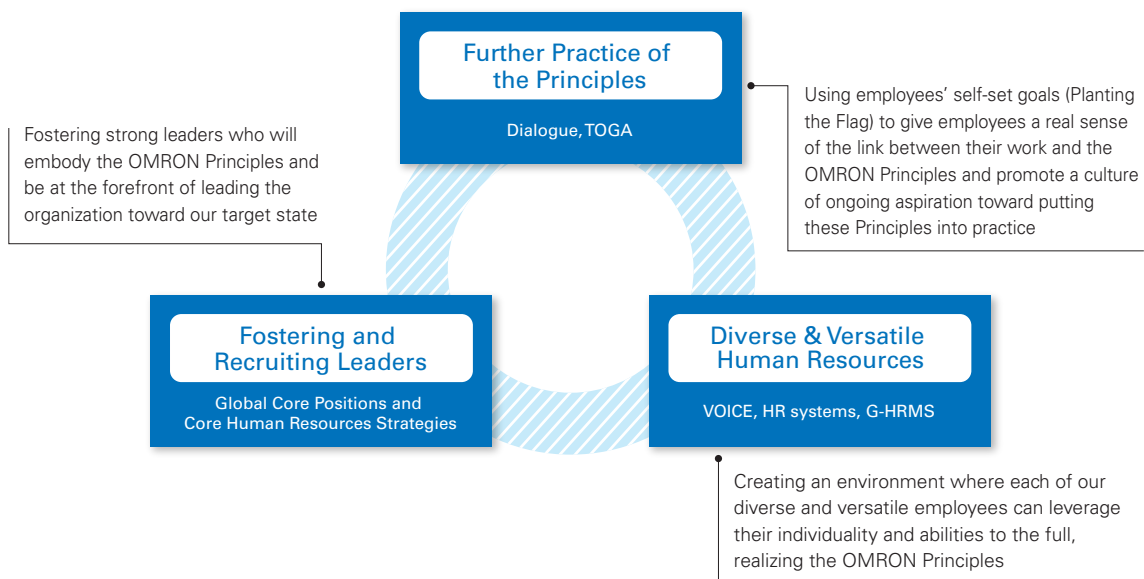 Further Practice of
the Principles
Dialogue, TOGA
Using employees’ self-set goals (Planting
the Flag) to give employees a real sense
of the link between their work and the
OMRON Principles and promote a culture
of ongoing aspiration toward putting
these Principles into practice
Fostering strong leaders who will
embody the OMRON Principles and
be at the forefront of leading the
organization toward our target state
Fostering and
Recruiting Leaders
Global Core Positions and
Core Human Resources Strategies
Diverse & Versatile
Human Resources
VOICE, HR systems, G-HRMS
Creating an environment where each of our
diverse and versatile employees can leverage
their individuality and abilities to the full,
realizing the OMRON Principles